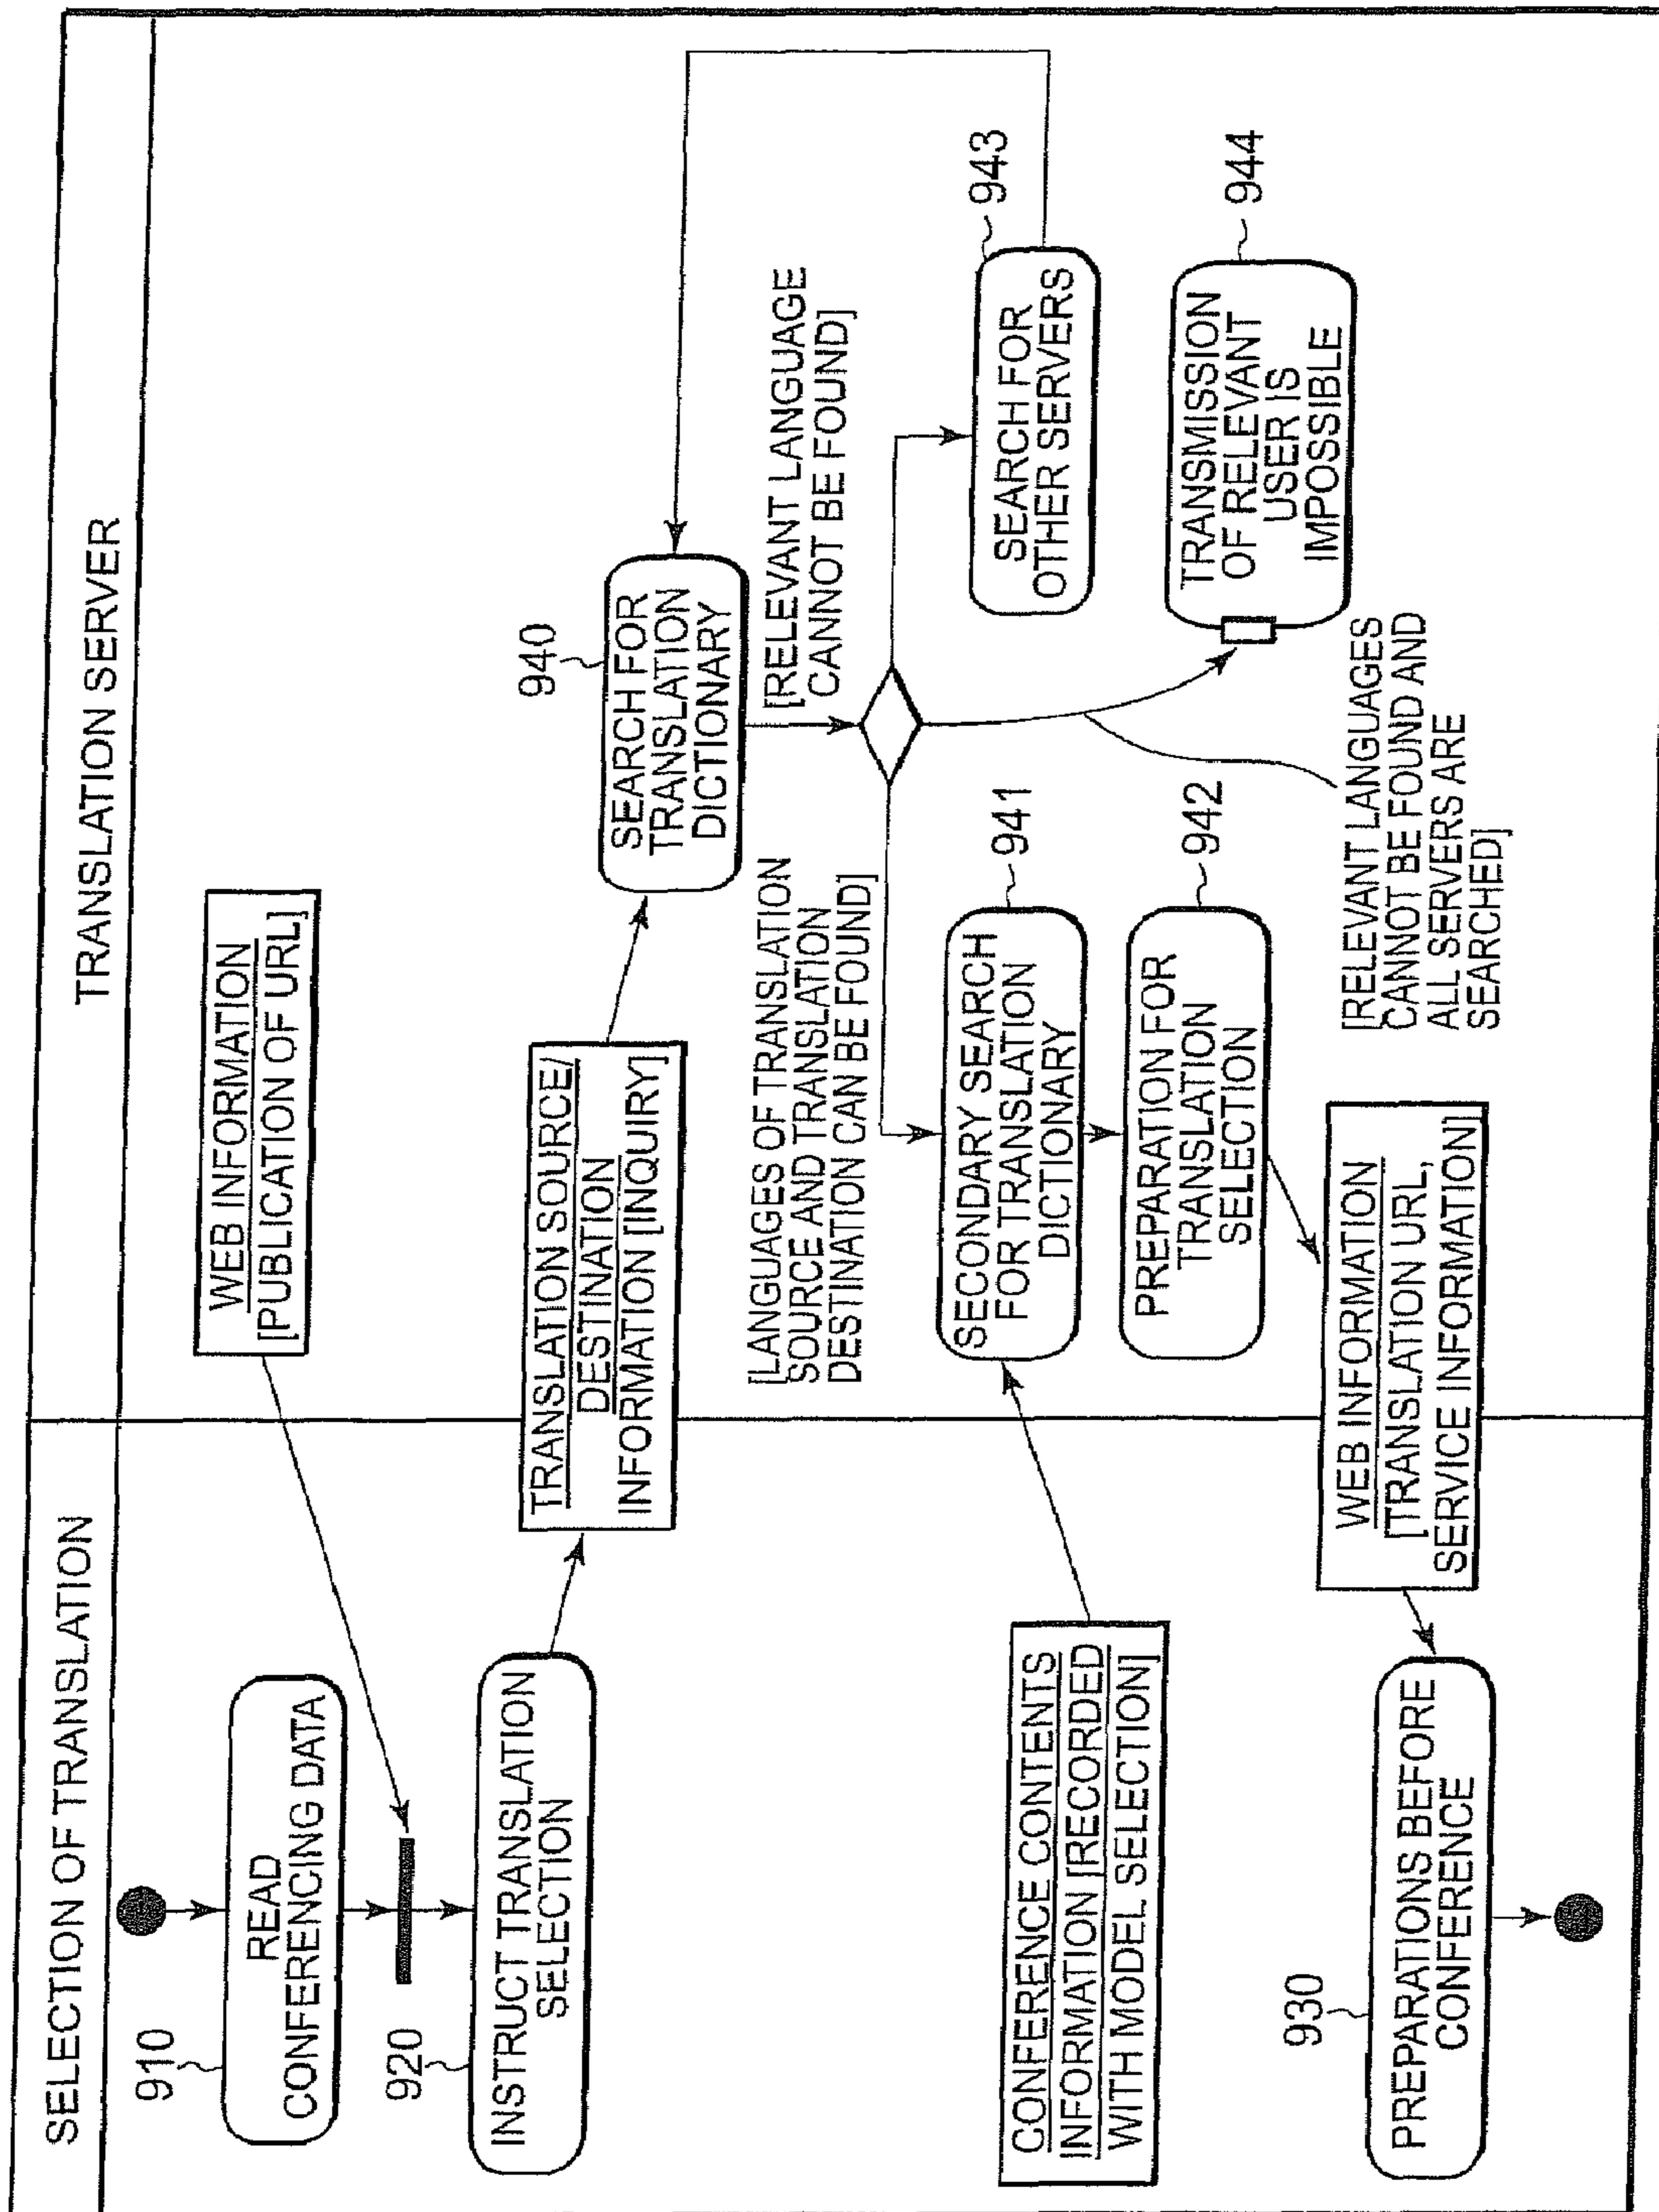 SELECTION OF TRANSLATION
TRANSLATION SERVER
910
READ
CONFERENCING DATA
WEB INFORMATION
[PUBLICATION OF URL]
920
INSTRUCT TRANSLATION
SELECTION
TRANSLATION SOURCE/
DESTINATION
INFORMATION [INQUIRY]
940
SEARCH FOR
TRANSLATION
DICTIONARY
[LANGUAGES OF TRANSLATION
SOURCE AND TRANSLATION
DESTINATION CAN BE FOUND]
[RELEVANT LANGUAGE
CANNOT BE FOUND]
CONFERENCE CONTENTS
INFORMATION [RECORDED
WITH MODEL SELECTION]
SECONDARY SEARCH
FOR TRANSLATION
DICTIONARY
941
SEARCH FOR
OTHER SERVERS
943
PREPARATION FOR
TRANSLATION
SELECTION
942
TRANSMISSION
OF RELEVANT
USER IS
IMPOSSIBLE
944
[RELEVANT LANGUAGES
CANNOT BE FOUND AND
ALL SERVERS ARE
SEARCHED]
WEB INFORMATION
[TRANSLATION URL,
SERVICE INFORMATION]
930
PREPARATIONS BEFORE
CONFERENCE